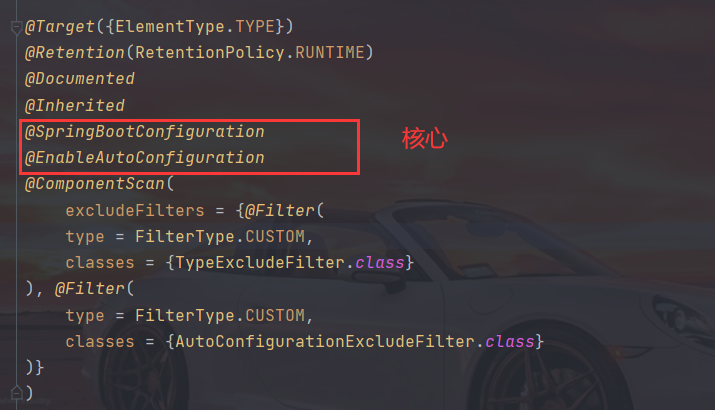 @Target({ElementType.TYPE})
@Retention(RetentionPolicy.RUNTIME)
@Documented
@Inherited
@SpringBootConfiguration
@EnableAutoConfiguration
核心
@ComponentScan(
    excludeFilters = {@Filter(
    type = FilterType.CUSTOM,
    classes = {TypeExcludeFilter.class}
), @Filter(
    type = FilterType.CUSTOM,
    classes = {AutoConfigurationExcludeFilter.class}
)}
)